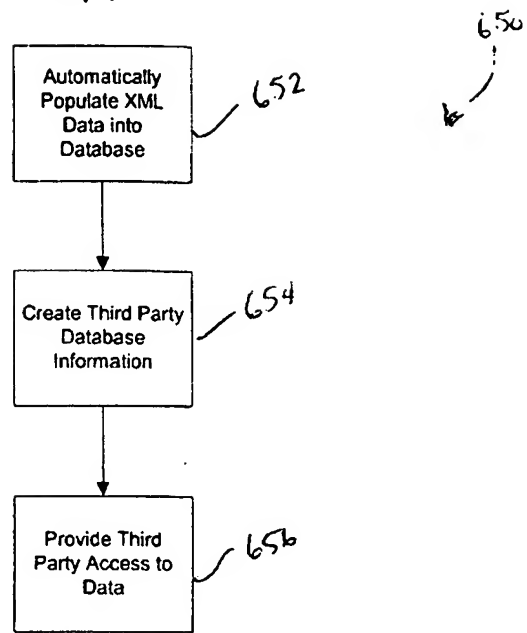 650
Automatically
Populate XML
Data into
Database
652
Create Third Party
Database
Information
654
Provide Third
Party Access to
Data
656